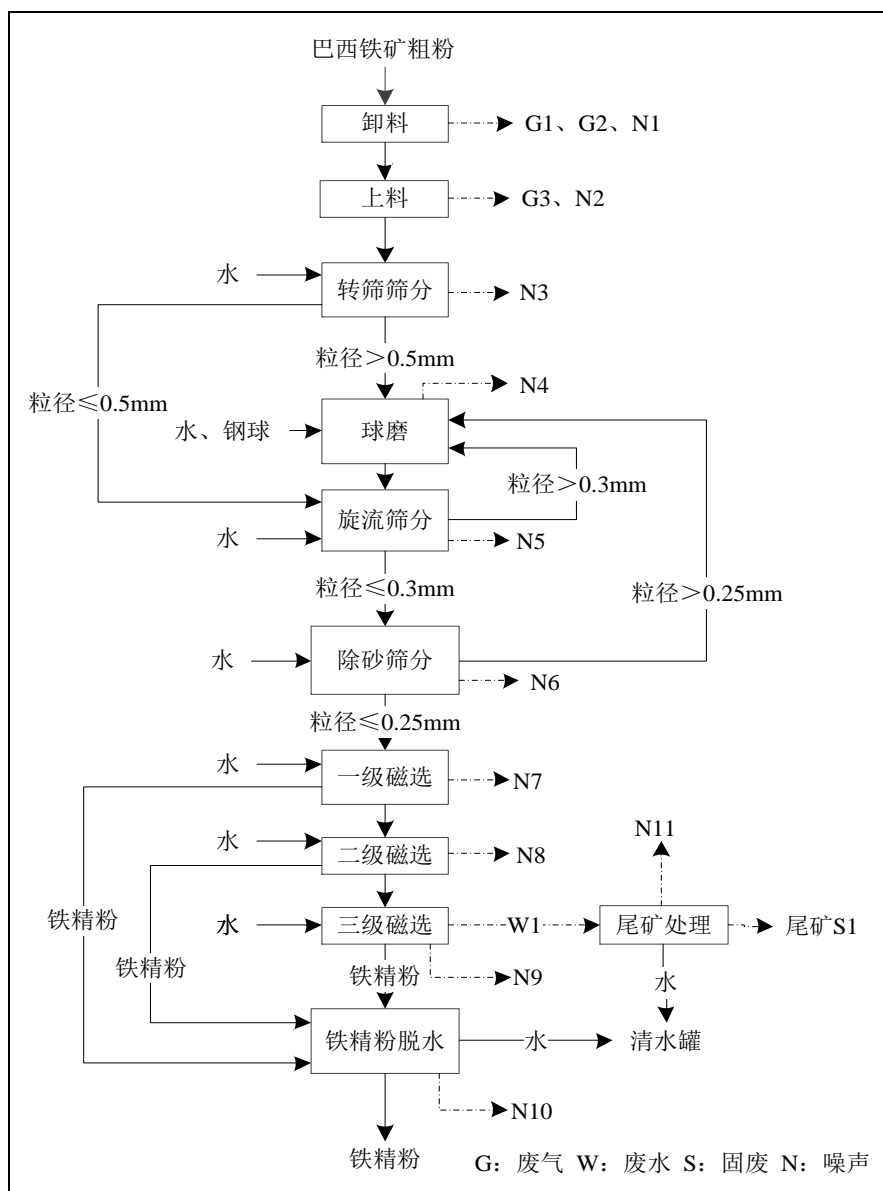 巴西铁矿粗粉
卸料
G1、G2、N1
上料
G3、N2
水
转筛筛分
N3
粒径＞0.5mm
N4
粒径≤0.5mm
水、钢球
球磨
粒径＞0.3mm
旋流筛分
水
N5
粒径≤0.3mm
粒径＞0.25mm
水
除砂筛分
N6
粒径≤0.25mm
水
一级磁选
N7
N11
水
二级磁选
N8
铁精粉
水
三级磁选
W1
尾矿处理
尾矿S1
铁精粉
铁精粉
N9
水
铁精粉脱水
水
清水罐
N10
铁精粉
G：废气 W：废水 S：固废 N：噪声